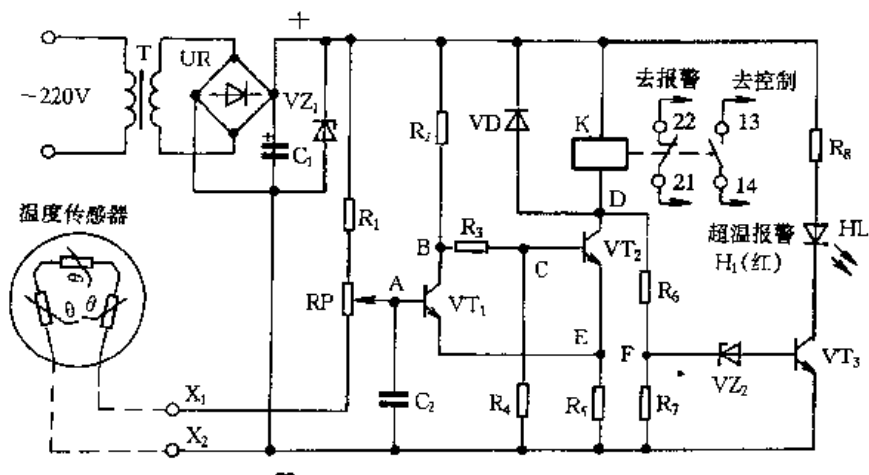 +
T
UR
~220V
VZ₁
+
C₁
R₂
VD
K
去报警
去控制
22
13
21
14
R₈
D
温度传感器
R₁
B
R₃
C
VT₂
超温报警
H₁(红)
HL
A
RP
VT₁
R₆
θ
θ
θ
E
F
VZ₂
VT₃
X₁
C₂
R₄
R₅
R₇
X₂